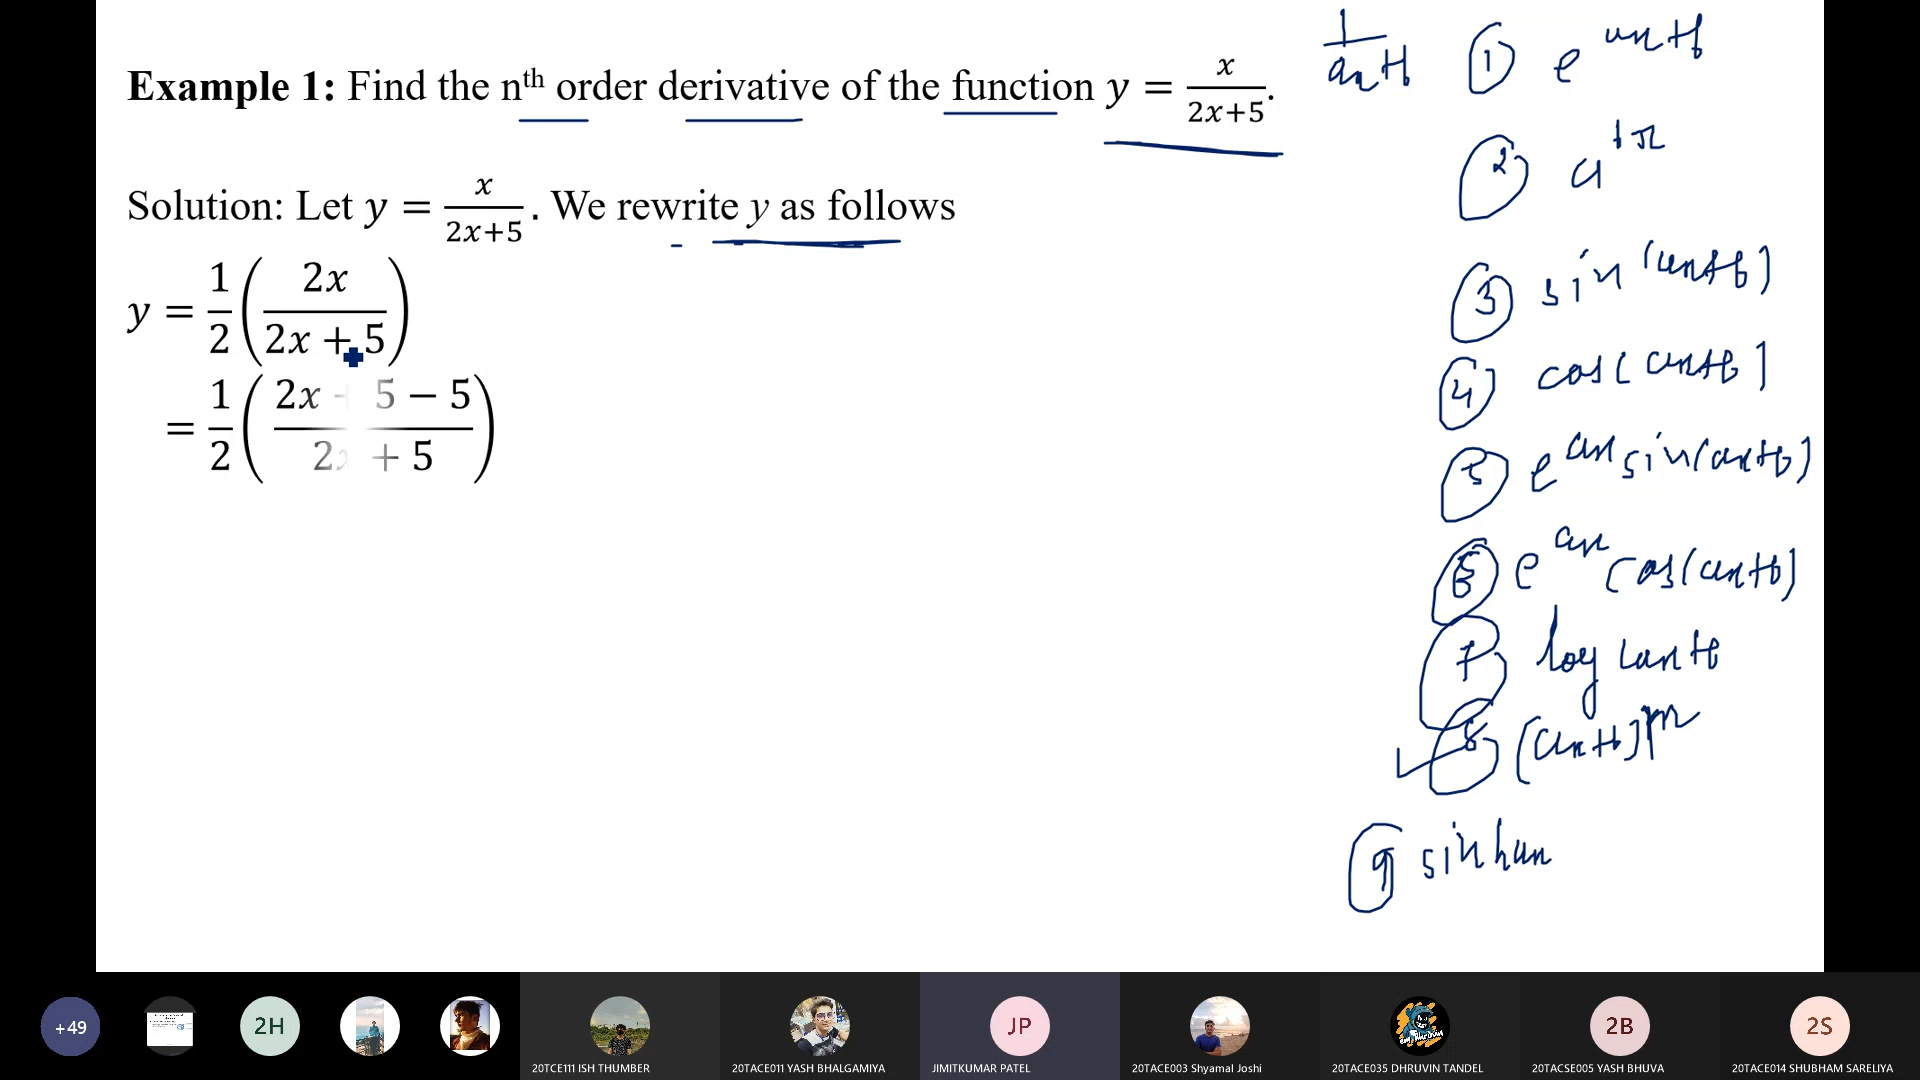 Example 1: Find the nth order derivative of the function y = x/(2x+5).
Solution: Let y = x/(2x+5). We rewrite y as follows
y = 1/2 (2x/(2x + 5))
= 1/2 ((2x + 5 − 5)/(2x + 5))
1/(ax+b)
1 e^(ax+b)
2 a^(bx)
3 sin(ax+b)
4 cos(ax+b)
5 e^(ax) sin(ax+b)
6 e^(ax) cos(ax+b)
7 log(ax+b
8 (ax+b)^m
9 sinhax
+49
2H
JP
2B
2S
20TCE111 ISH THUMBER
20TACE011 YASH BHALGAMIYA
JIMITKUMAR PATEL
20TACE003 Shyamal Joshi
20TACE035 DHRUVIN TANDEL
20TACSE005 YASH BHUVA
20TACE014 SHUBHAM SARELIYA